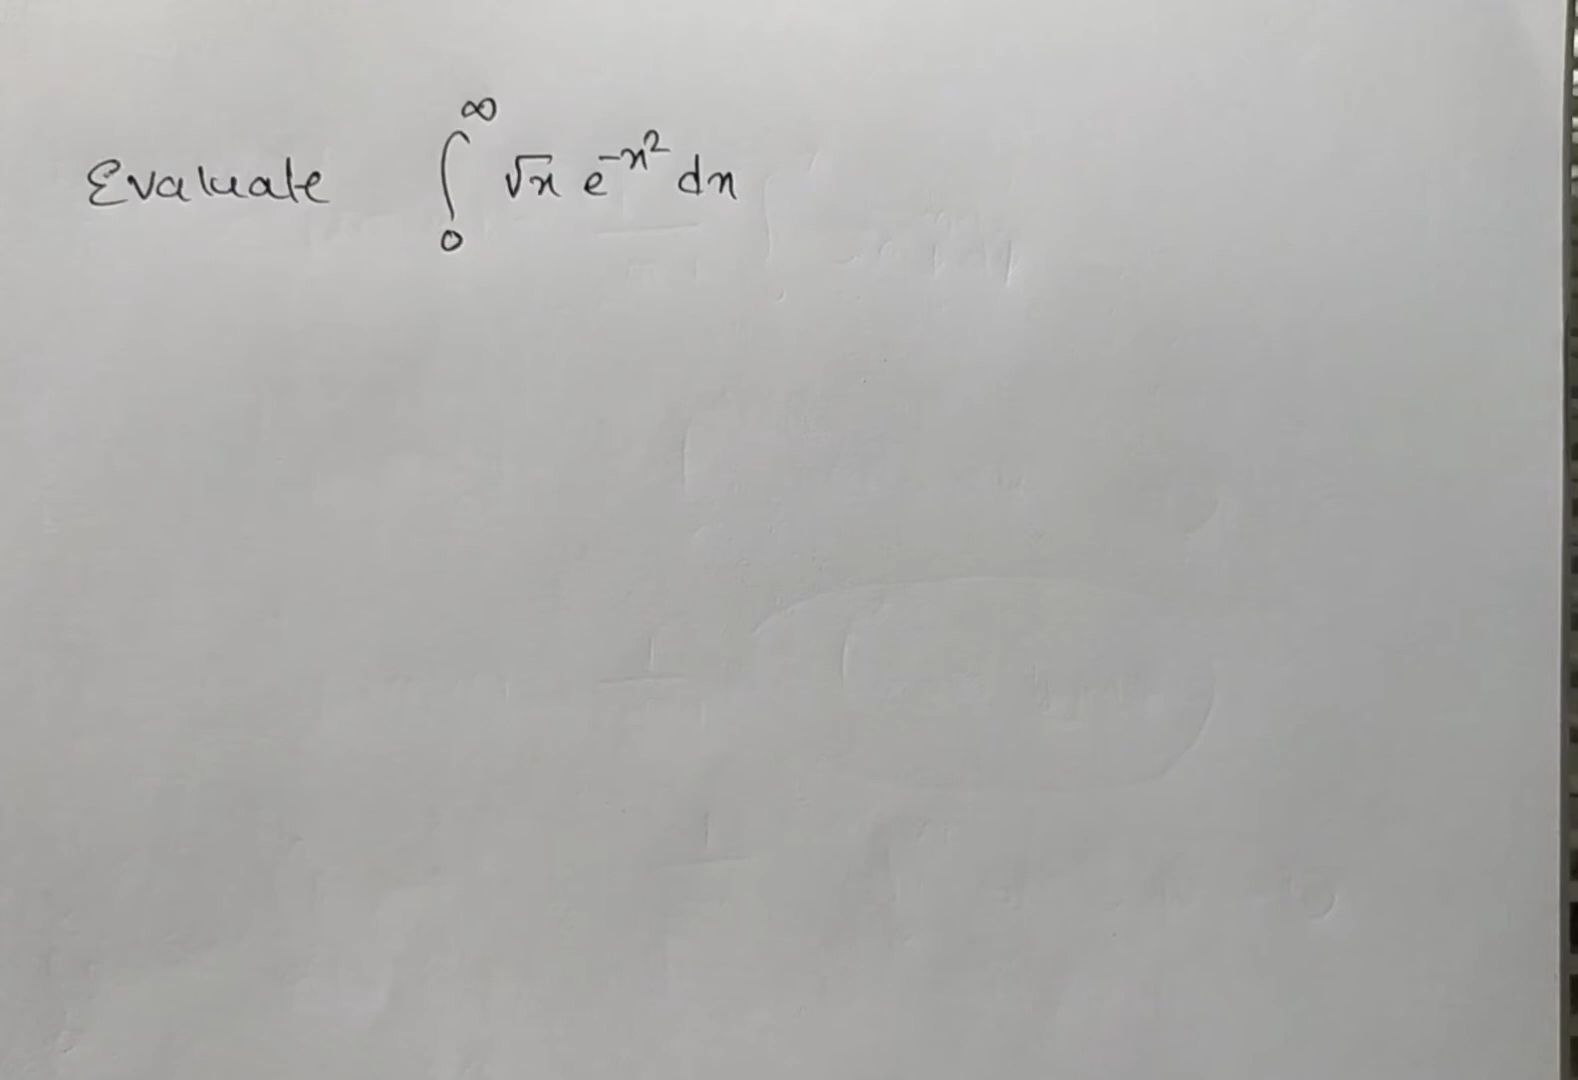 Evaluate ∫₀^∞ √x e^{-x²} dx